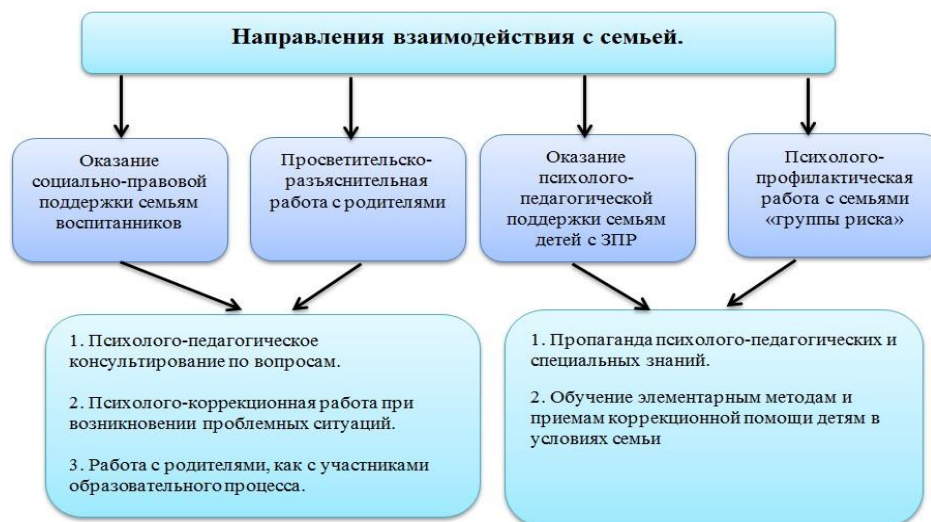 Направления взаимодействия с семьей.
Оказание
социально-правовой
поддержки семьям
воспитанников
Просветительско-
разъяснительная
работа с родителями
Оказание
психолого-
педагогической
поддержки семьям
детей с ЗПР
Психолого-
профилактическая
работа с семьями
«группы риска»
1. Психолого-педагогическое
консультирование по вопросам.
2. Психолого-коррекционная работа при
возникновении проблемных ситуаций.
3. Работа с родителями, как с участниками
образовательного процесса.
1. Пропаганда психолого-педагогических и
специальных знаний.
2. Обучение элементарным методам и
приемам коррекционной помощи детям в
условиях семьи